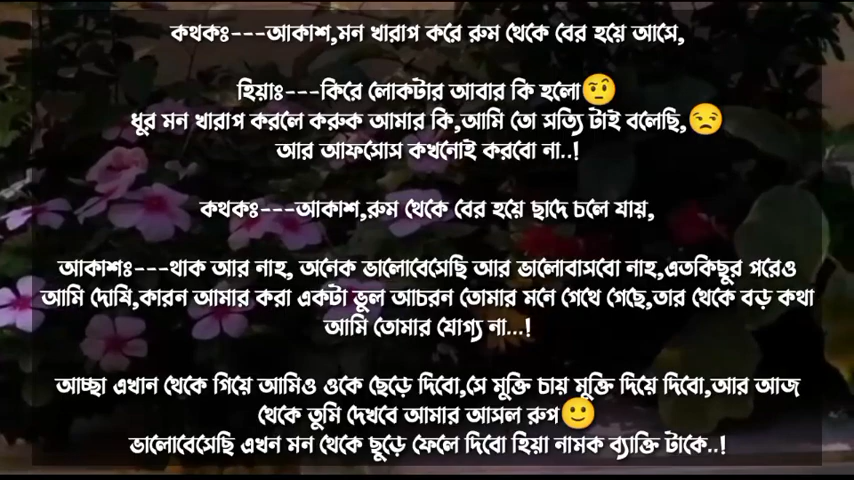 কথকঃ---আকাশ,মন খারাপ করে রুম থেকে বের হয়ে আসে,
হিয়াঃ---কিরে লোকটার আবার কি হলো🤨
ধুর মন খারাপ করলে করুক আমার কি,আমি তো সত্যি টাই বলেছি,😒
আর আফসোস কখনোই করবো না..!
কথকঃ---আকাশ,রুম থেকে বের হয়ে ছাদে চলে যায়,
আকাশঃ---থাক আর নাহ, অনেক ভালোবেসেছি আর ভালোবাসবো নাহ,এতকিছুর পরেও
আমি দোষি,কারন আমার করা একটা ভুল আচরন তোমার মনে গেথে গেছে,তার থেকে বড় কথা
আমি তোমার যোগ্য না...!
আচ্ছা এখান থেকে গিয়ে আমিও ওকে ছেড়ে দিবো,সে মুক্তি চায় মুক্তি দিয়ে দিবো,আর আজ
থেকে তুমি দেখবে আমার আসল রুপ🙂
ভালোবেসেছি এখন মন থেকে ছুড়ে ফেলে দিবো হিয়া নামক ব্যাক্তি টাকে..!